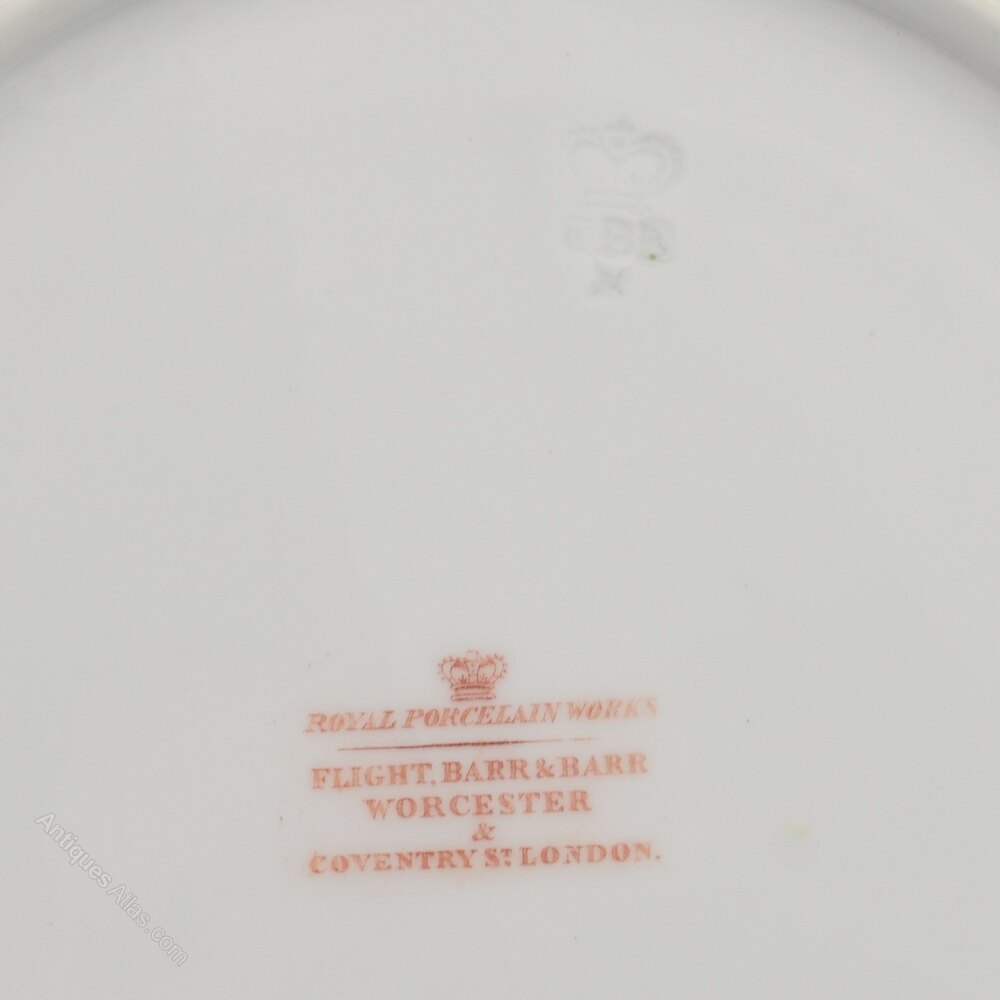 ROYAL PORCELAIN WORKS
FLIGHT, BARR & BARR
WORCESTER
&
COVENTRY ST. LONDON.
Antiques Atlas.com